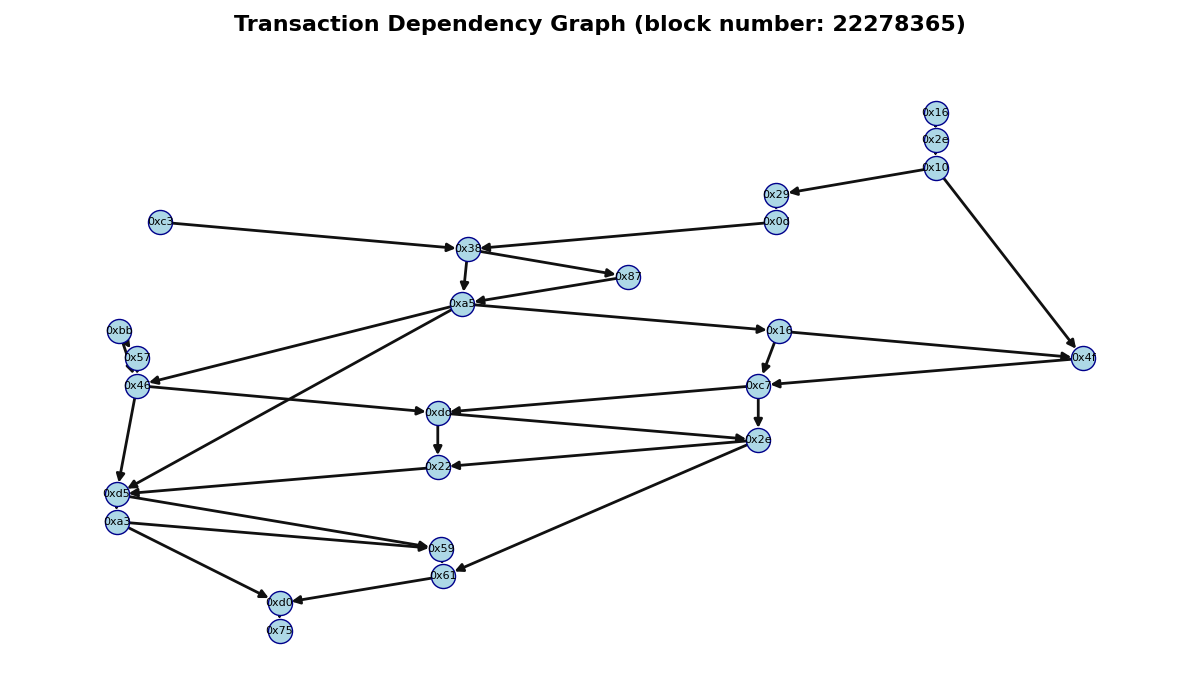 Transaction Dependency Graph (block number: 22278365)
0x16
0x2e
0x10
0x29
0xc3
0x0d
0x38
0x87
0xa5
0xbb
0x16
0x57
0x4f
0x46
0xc7
0xdd
0x2e
0x22
0xd5
0xa3
0x59
0x61
0xd0
0x75